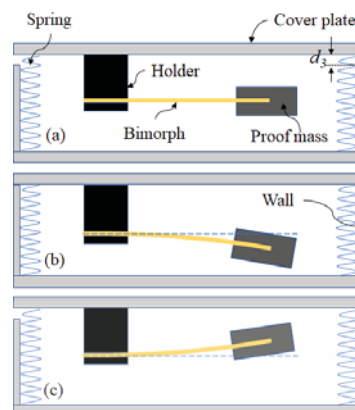 Cover plate
Spring
d3
Holder
(a)
Bimorph
Proof mass
Wall
(b)
(c)